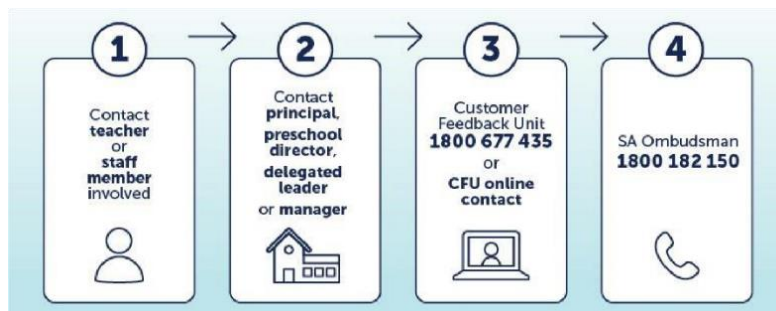 1
Contact
teacher
or
staff
member
involved
2
Contact
principal,
preschool
director,
delegated
leader
or manager
3
Customer
Feedback Unit
1800 677 435
or
CFU online
contact
4
SA Ombudsman
1800 182 150